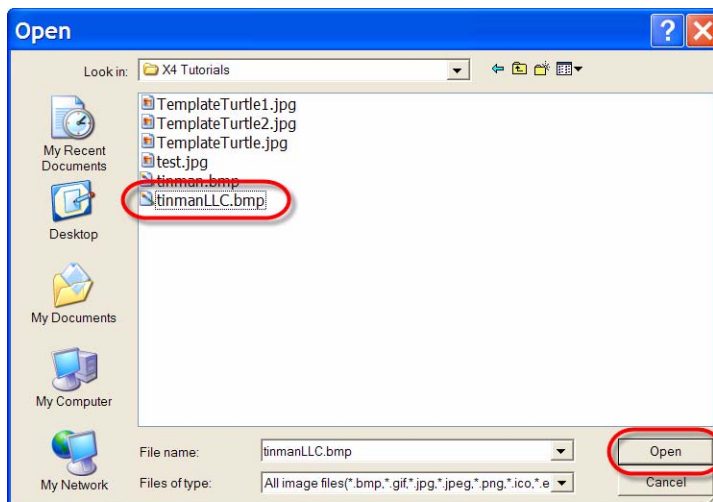 Open
Look in:
X4 Tutorials
TemplateTurtle1.jpg
TemplateTurtle2.jpg
TemplateTurtle.jpg
test.jpg
tinman.bmp
tinmanLLC.bmp
My Recent
Documents
Desktop
My Documents
My Computer
My Network
File name:
tinmanLLC.bmp
Open
Files of type:
All image files(*.bmp,*.gif,*.jpg,*.jpeg,*.png,*.ico,*.e
Cancel